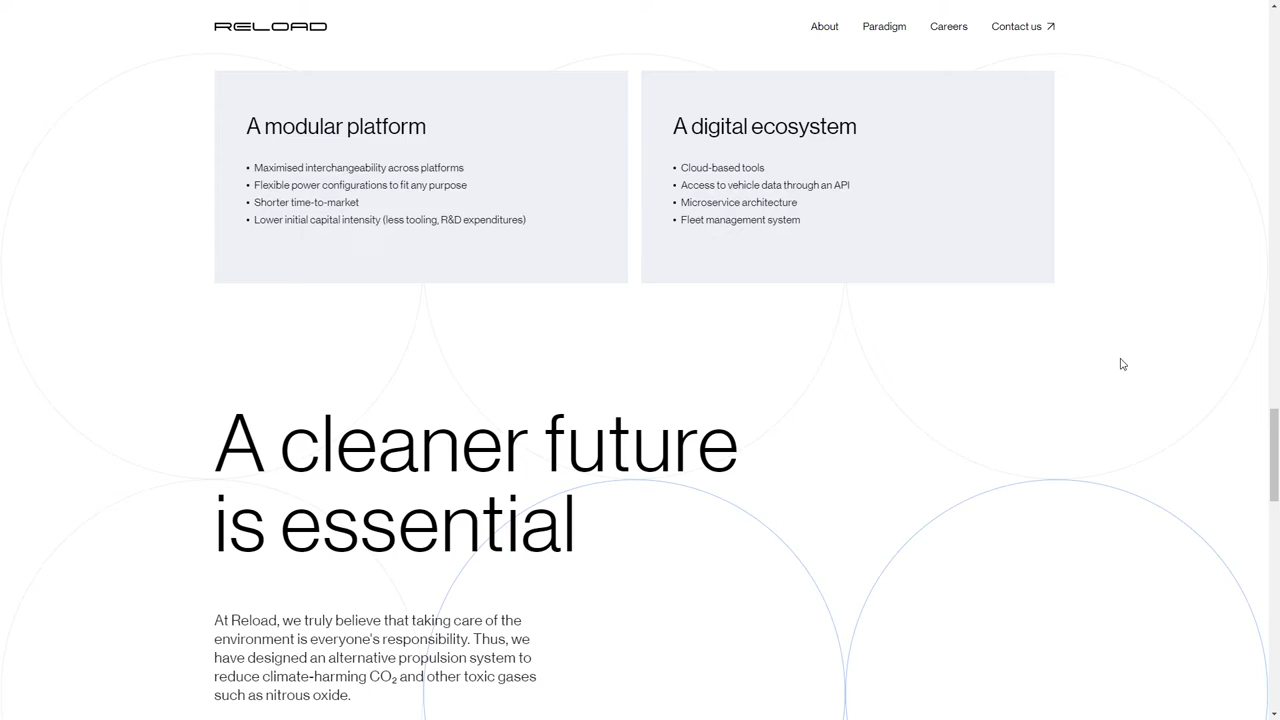 RELOAD
About Paradigm Careers Contact us
A modular platform
• Maximised interchangeability across platforms
• Flexible power configurations to fit any purpose
• Shorter time-to-market
• Lower initial capital intensity (less tooling, R&D expenditures)
A digital ecosystem
• Cloud-based tools
• Access to vehicle data through an API
• Microservice architecture
• Fleet management system
A cleaner future
is essential
At Reload, we truly believe that taking care of the
environment is everyone's responsibility. Thus, we
have designed an alternative propulsion system to
reduce climate-harming CO₂ and other toxic gases
such as nitrous oxide.